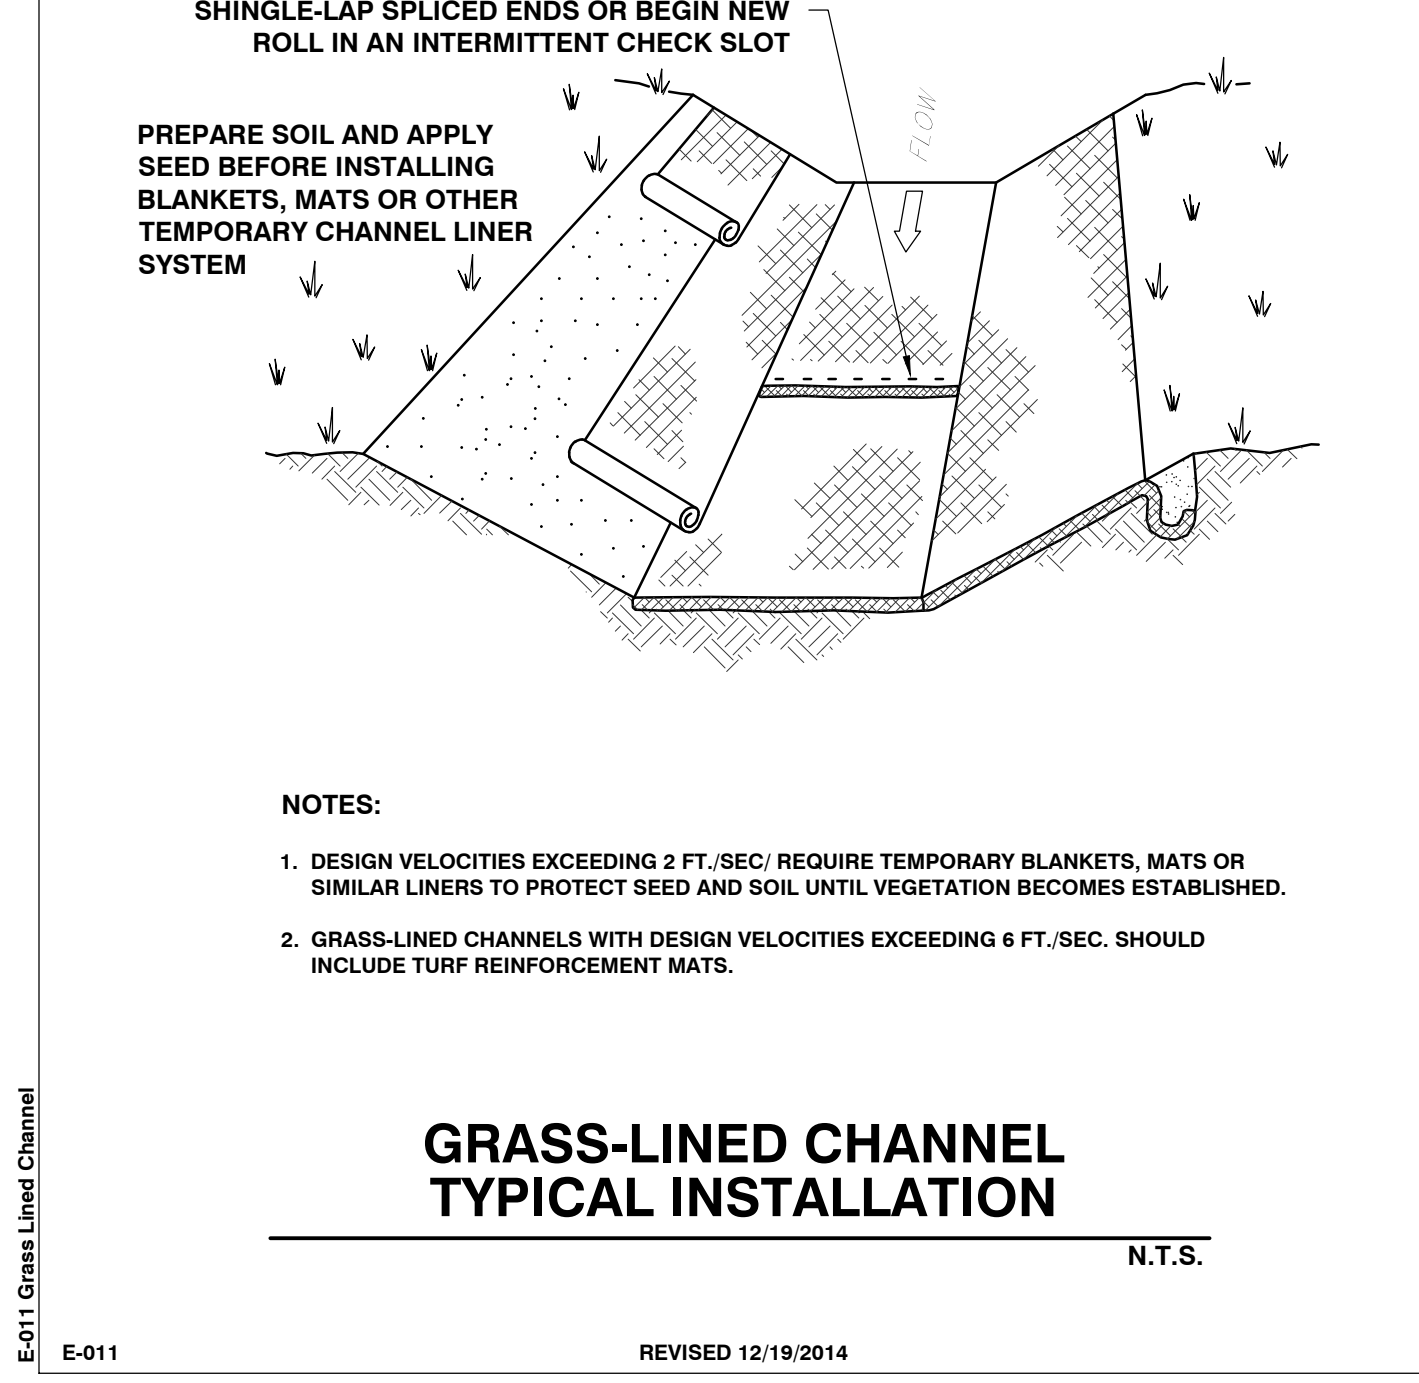 SHINGLE-LAP SPLICED ENDS OR BEGIN NEW
ROLL IN AN INTERMITTENT CHECK SLOT
FLOW
PREPARE SOIL AND APPLY
SEED BEFORE INSTALLING
BLANKETS, MATS OR OTHER
TEMPORARY CHANNEL LINER
SYSTEM
NOTES:
1. DESIGN VELOCITIES EXCEEDING 2 FT./SEC/ REQUIRE TEMPORARY BLANKETS, MATS OR
SIMILAR LINERS TO PROTECT SEED AND SOIL UNTIL VEGETATION BECOMES ESTABLISHED.
2. GRASS-LINED CHANNELS WITH DESIGN VELOCITIES EXCEEDING 6 FT./SEC. SHOULD
INCLUDE TURF REINFORCEMENT MATS.
GRASS-LINED CHANNEL
TYPICAL INSTALLATION
N.T.S.
E-011 Grass Lined Channel
E-011
REVISED 12/19/2014